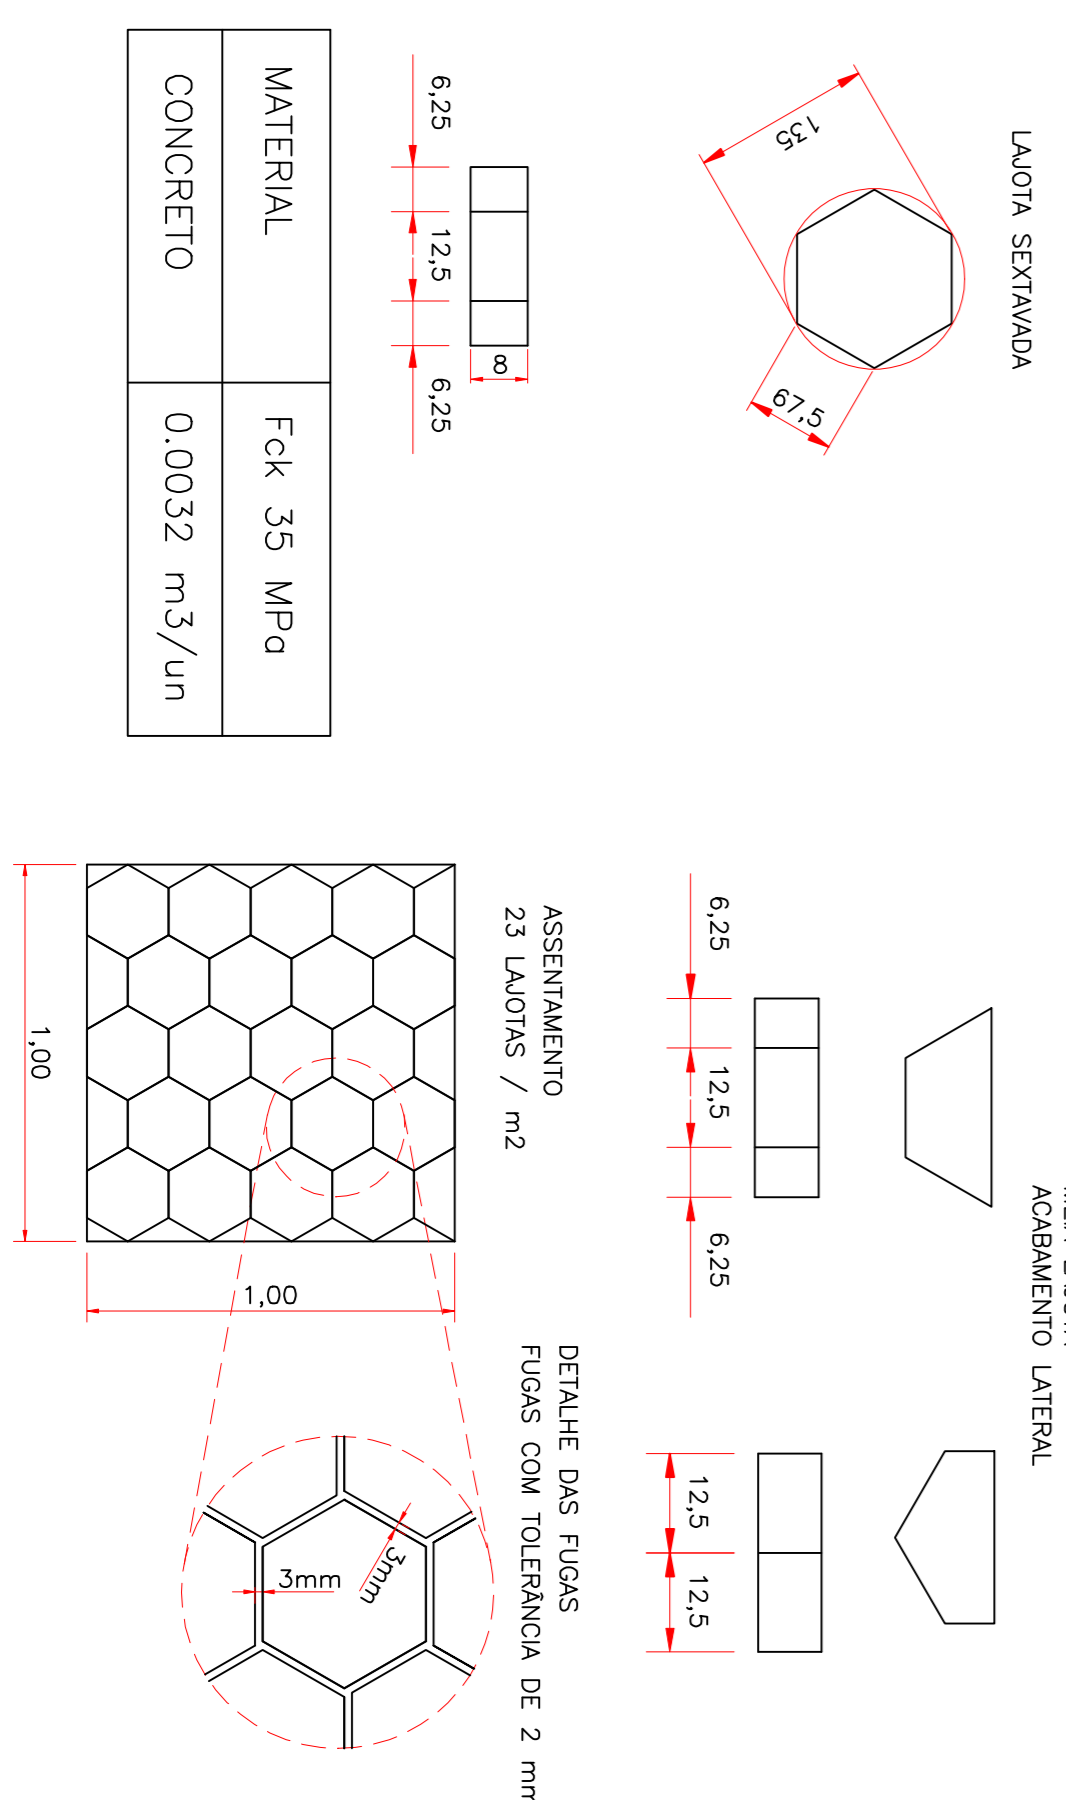 LAJOTA SEXTAVADA
135
67,5
6,25
12,5
6,25
8
MATERIAL
Fck 35 MPa
CONCRETO
0.0032 m3/un
ACABAMENTO LATERAL
6,25
12,5
6,25
12,5
12,5
ASSENTAMENTO
23 LAJOTAS / m2
1,00
1,00
DETALHE DAS FUGAS
FUGAS COM TOLERÂNCIA DE 2 mm
3mm
3mm